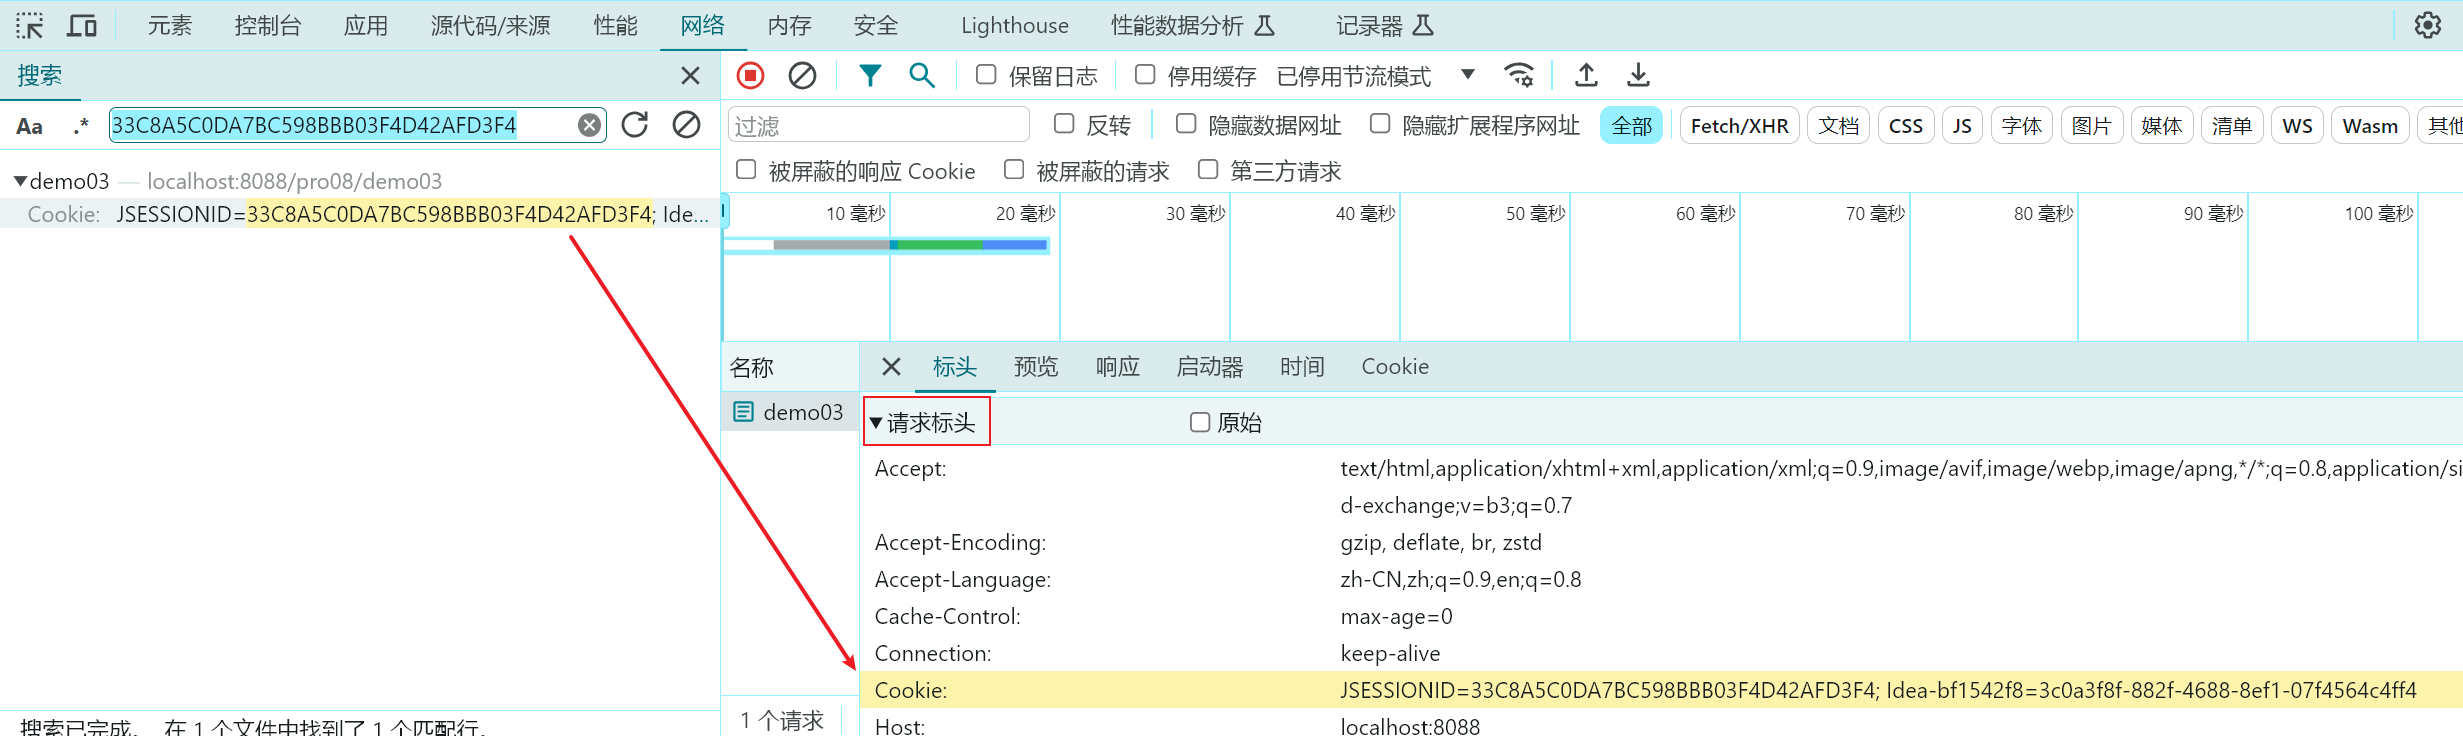 元素 控制台 应用 源代码/来源 性能 网络 内存 安全 Lighthouse 性能数据分析 记录器
搜索
Aa .* 33C8A5C0DA7BC598BBB03F4D42AFD3F4
demo03 — localhost:8088/pro08/demo03
Cookie: JSESSIONID=33C8A5C0DA7BC598BBB03F4D42AFD3F4; Ide...
搜索已完成。 在 1 个文件中找到了 1 个匹配行。
保留日志 停用缓存 已停用节流模式
过滤 反转 隐藏数据网址 隐藏扩展程序网址 全部 Fetch/XHR 文档 CSS JS 字体 图片 媒体 清单 WS Wasm 其他
被屏蔽的响应 Cookie 被屏蔽的请求 第三方请求
10 毫秒 20 毫秒 30 毫秒 40 毫秒 50 毫秒 60 毫秒 70 毫秒 80 毫秒 90 毫秒 100 毫秒
名称
demo03
1 个请求
标头 预览 响应 启动器 时间 Cookie
请求标头 原始
Accept: text/html,application/xhtml+xml,application/xml;q=0.9,image/avif,image/webp,image/apng,*/*;q=0.8,application/si
d-exchange;v=b3;q=0.7
Accept-Encoding: gzip, deflate, br, zstd
Accept-Language: zh-CN,zh;q=0.9,en;q=0.8
Cache-Control: max-age=0
Connection: keep-alive
Cookie: JSESSIONID=33C8A5C0DA7BC598BBB03F4D42AFD3F4; Idea-bf1542f8=3c0a3f8f-882f-4688-8ef1-07f4564c4ff4
Host: localhost:8088